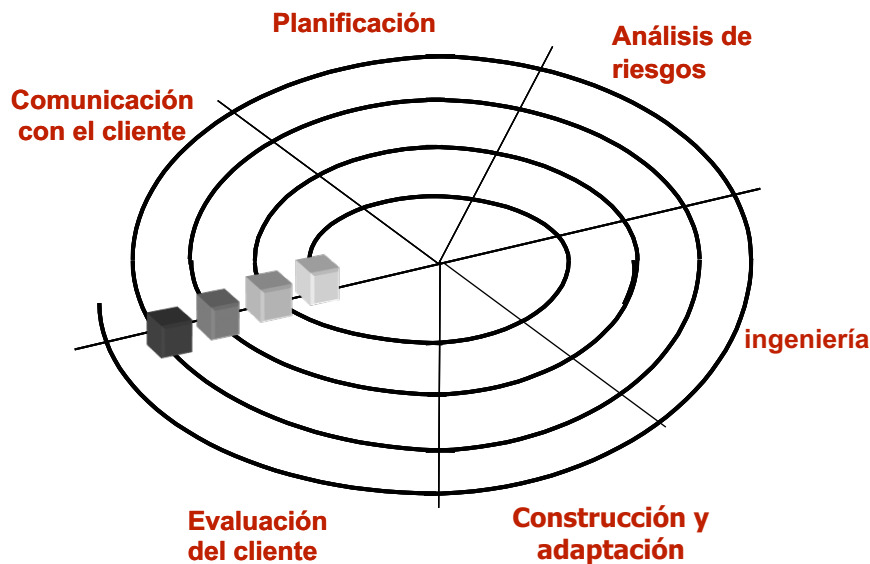 Planificación
Análisis de
riesgos
Comunicación
con el cliente
ingeniería
Construcción y
adaptación
Evaluación
del cliente